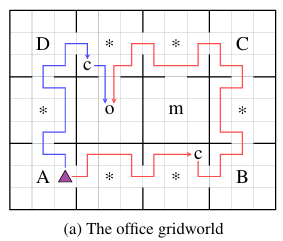 D * * C
c
* o m *
c
A * * B
(a) The office gridworld